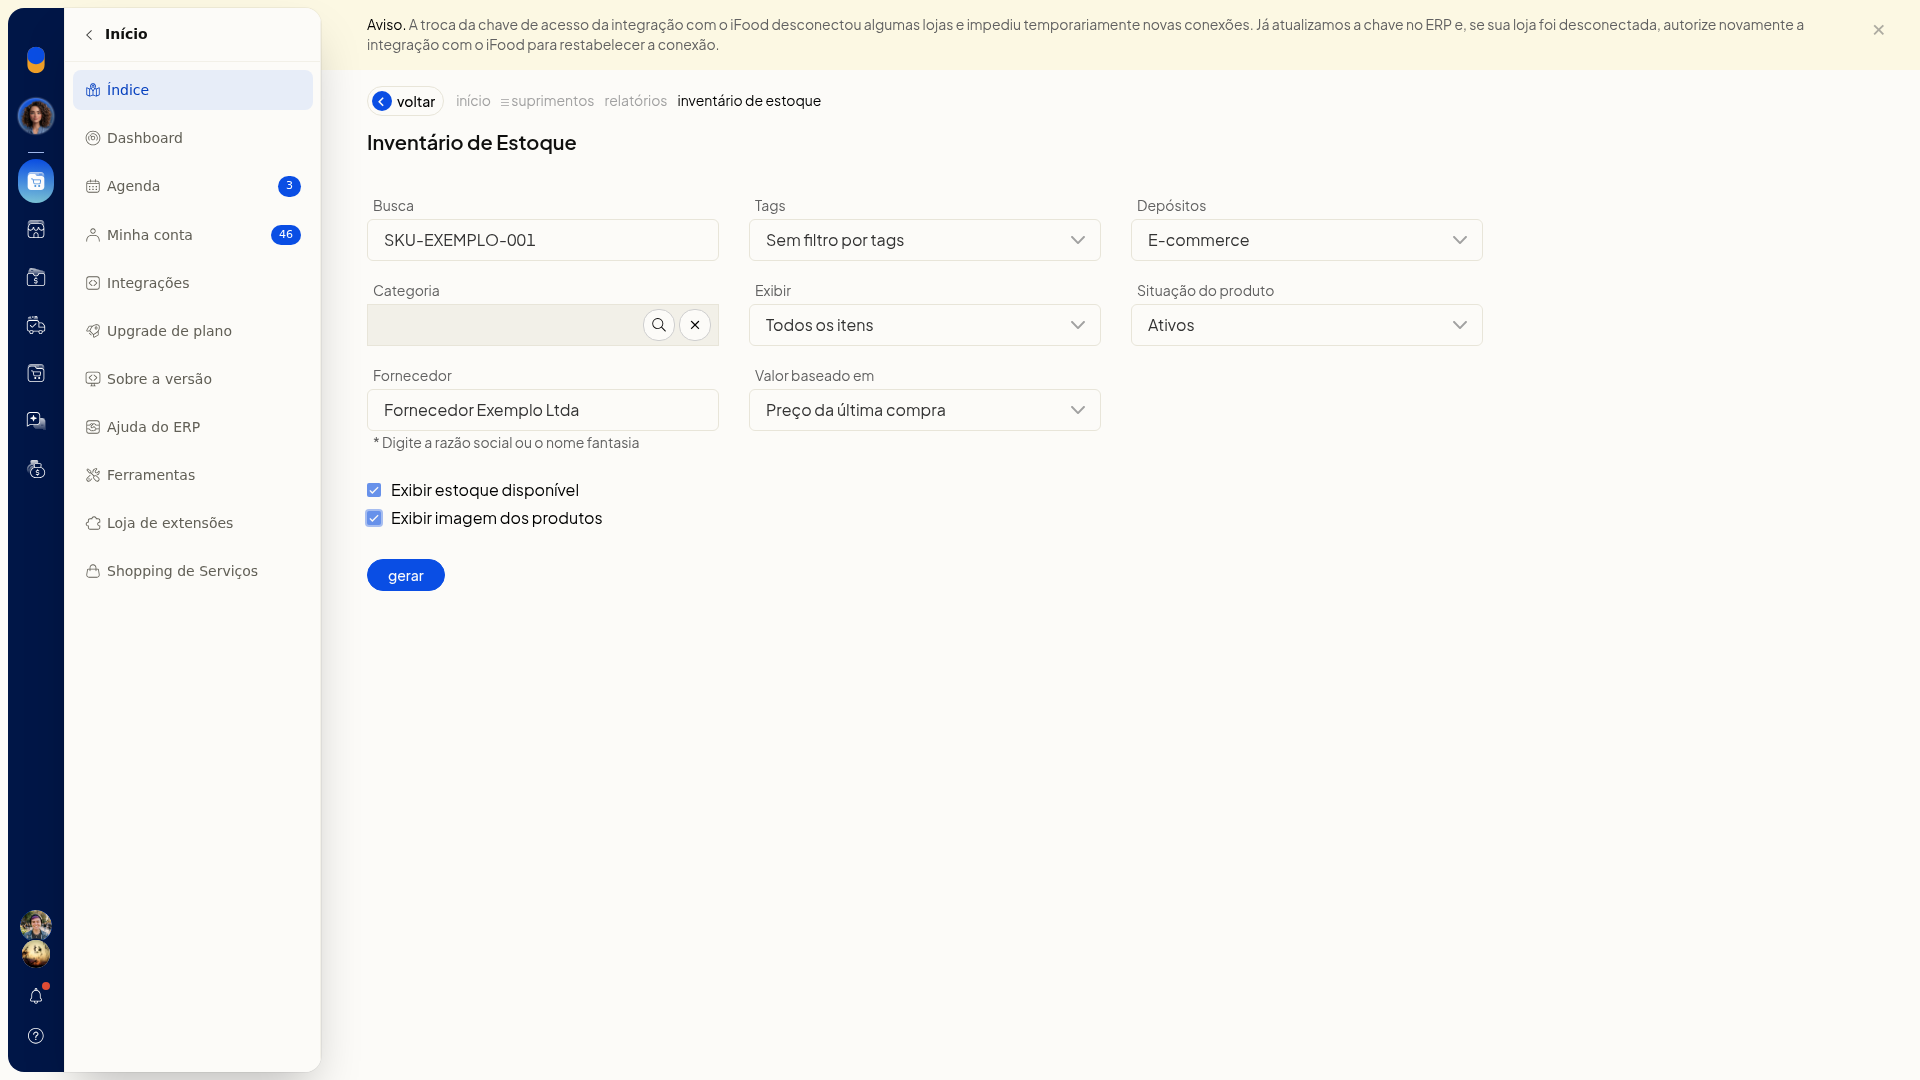 Início
Índice
Dashboard
Agenda
3
Minha conta
46
Integrações
Upgrade de plano
Sobre a versão
Ajuda do ERP
Ferramentas
Loja de extensões
Shopping de Serviços
Aviso. A troca da chave de acesso da integração com o iFood desconectou algumas lojas e impediu temporariamente novas conexões. Já atualizamos a chave no ERP e, se sua loja foi desconectada, autorize novamente a
integração com o iFood para restabelecer a conexão.
voltar início suprimentos relatórios inventário de estoque
Inventário de Estoque
Busca
SKU-EXEMPLO-001
Tags
Sem filtro por tags
Depósitos
E-commerce
Categoria
Exibir
Todos os itens
Situação do produto
Ativos
Fornecedor
Fornecedor Exemplo Ltda
* Digite a razão social ou o nome fantasia
Valor baseado em
Preço da última compra
Exibir estoque disponível
Exibir imagem dos produtos
gerar